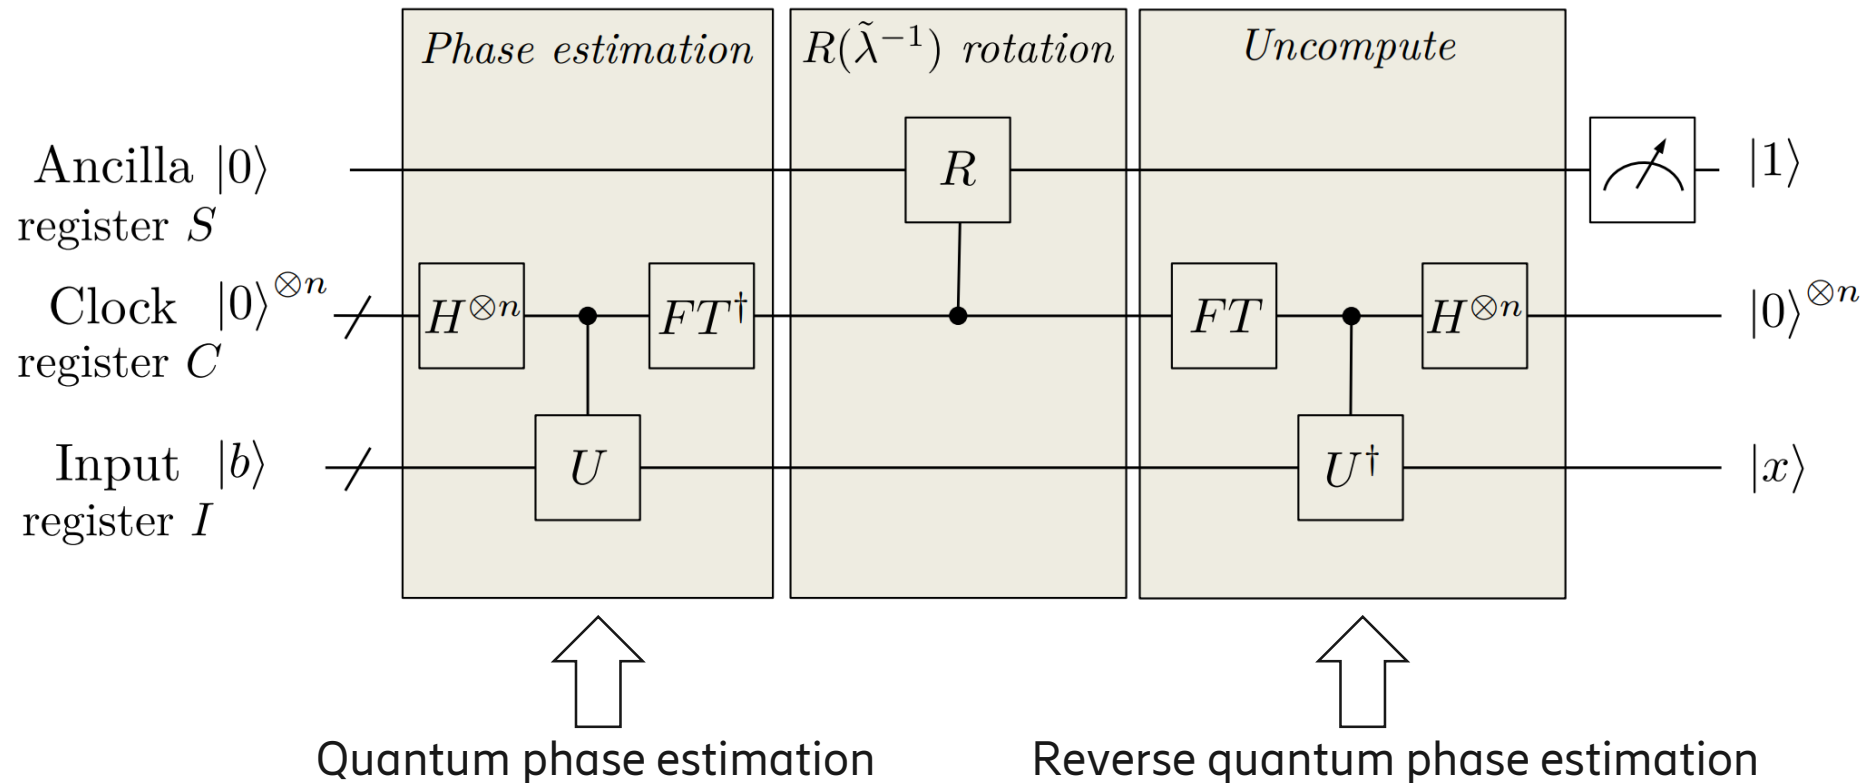 Phase estimation
R(λ̃⁻¹) rotation
Uncompute
Ancilla |0⟩
register S
R
|1⟩
Clock |0⟩⊗n
register C
H⊗n
FT†
FT
H⊗n
|0⟩⊗n
Input |b⟩
register I
U
U†
|x⟩
Quantum phase estimation
Reverse quantum phase estimation